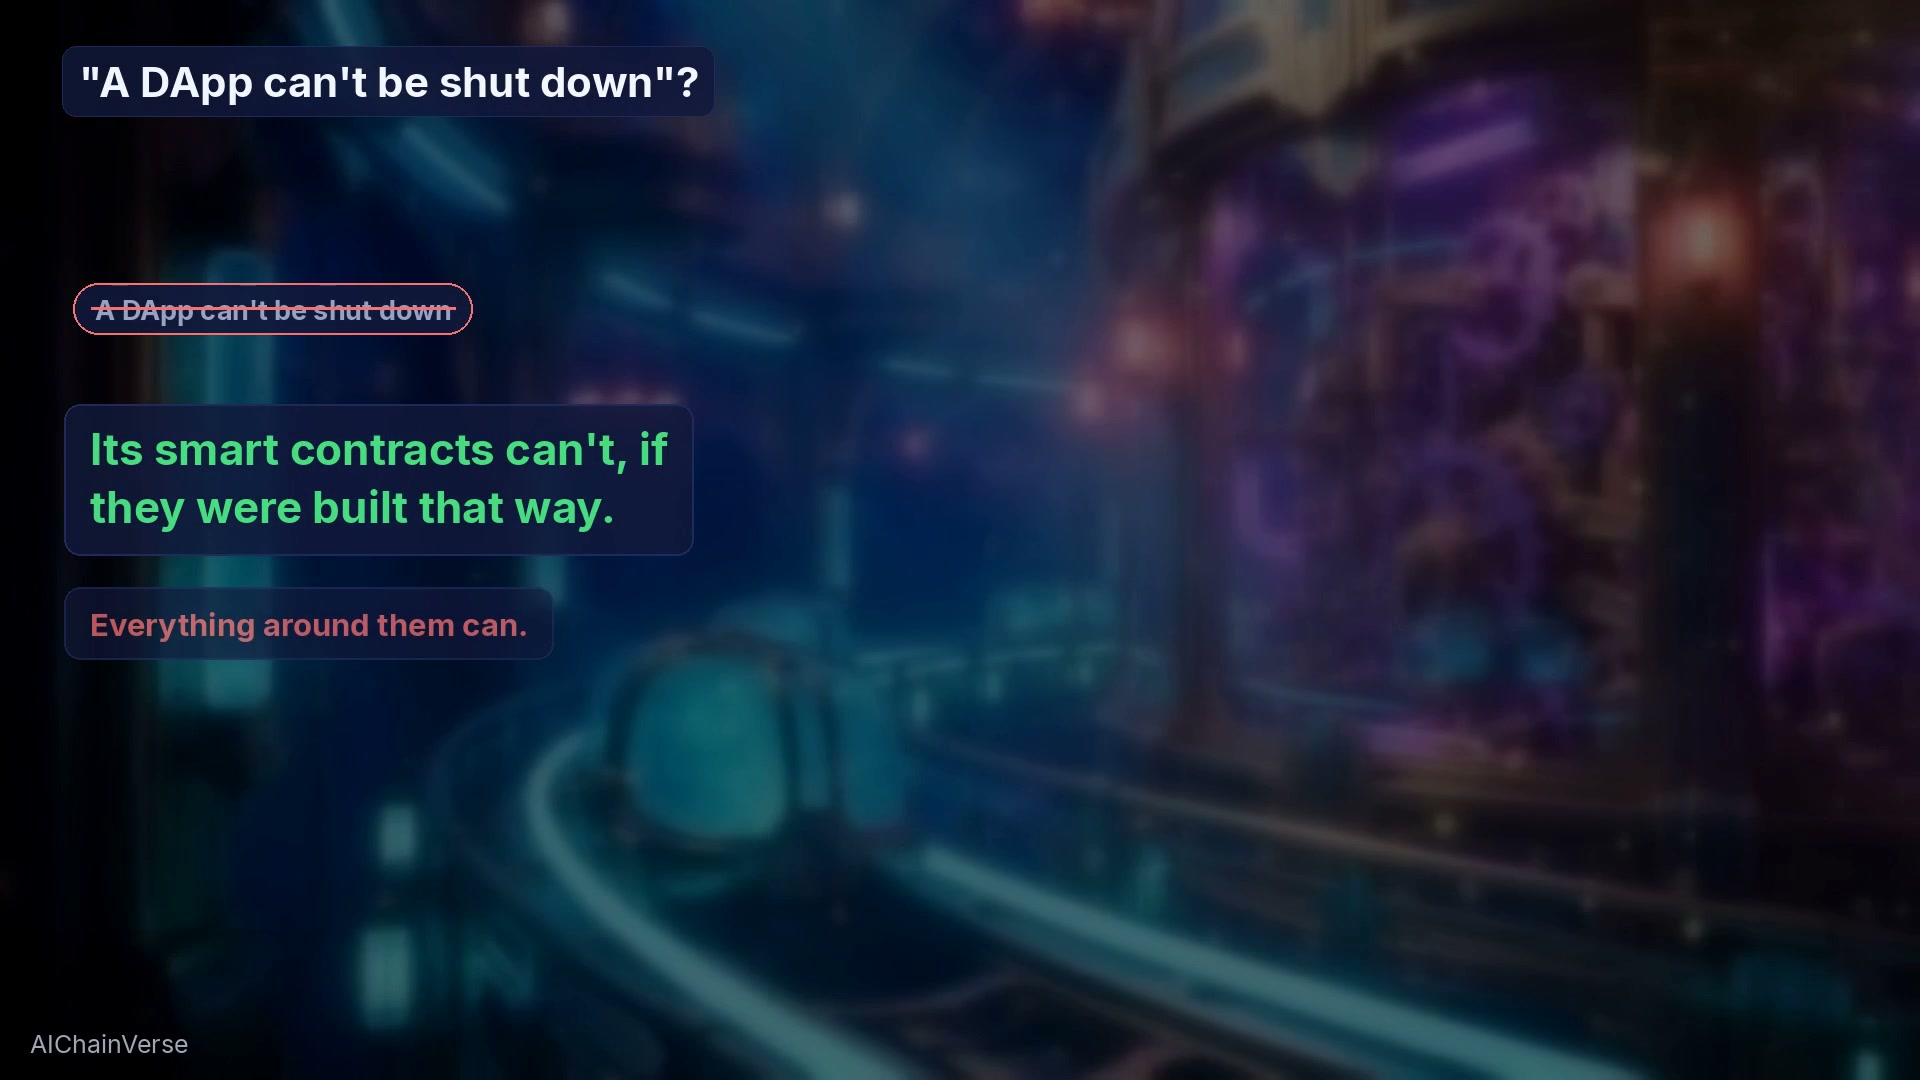 "A DApp can't be shut down"?
A DApp can't be shut down
Its smart contracts can't, if
they were built that way.
Everything around them can.
AIChainVerse